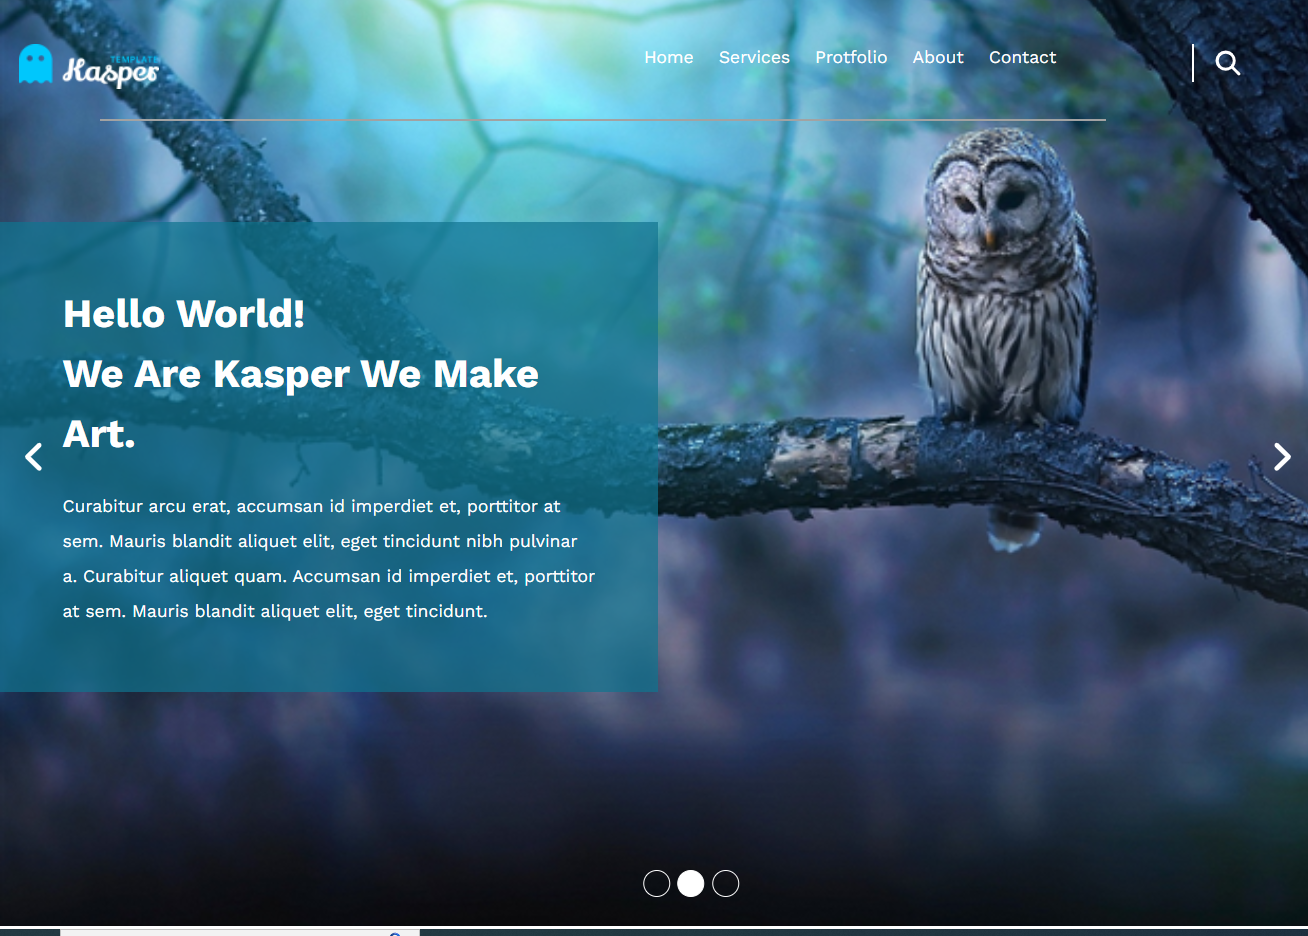 TEMPLATE
Kasper
Home Services Protfolio About Contact
Hello World!
We Are Kasper We Make
Art.
Curabitur arcu erat, accumsan id imperdiet et, porttitor at
sem. Mauris blandit aliquet elit, eget tincidunt nibh pulvinar
a. Curabitur aliquet quam. Accumsan id imperdiet et, porttitor
at sem. Mauris blandit aliquet elit, eget tincidunt.